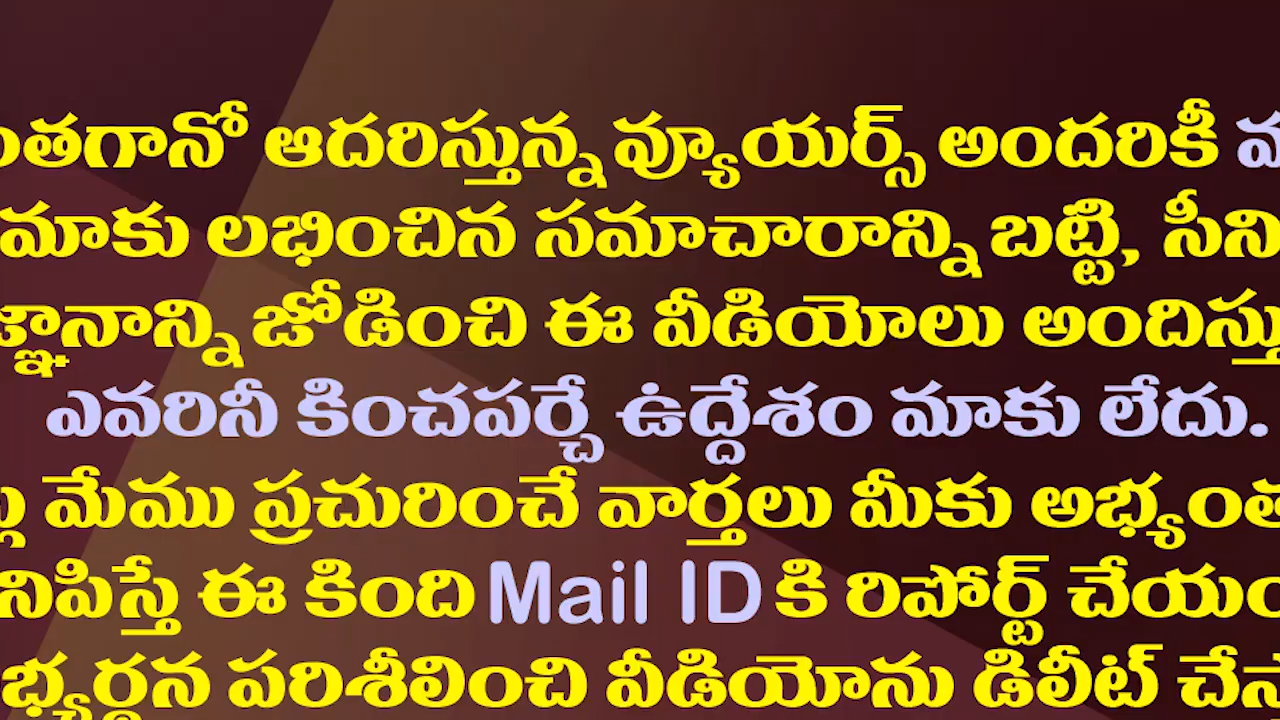 ంతగానో ఆదరిస్తున్న వ్యూయర్స్ అందరికీ
మాకు లభించిన సమాచారాన్ని బట్టి, సీని
జ్ఞానాన్ని జోడించి ఈ వీడియోలు అందిస్తు
ఎవరినీ కించపర్చే ఉద్దేశం మాకు లేదు.
ల్ల మేము ప్రచురించే వార్తలు మీకు అభ్యంత
నిపిస్తే ఈ కింది Mail ID కి రిపోర్ట్ చేయం
భ్యర్ధన పరిశీలించి వీడియోను డిలీట్ చేస